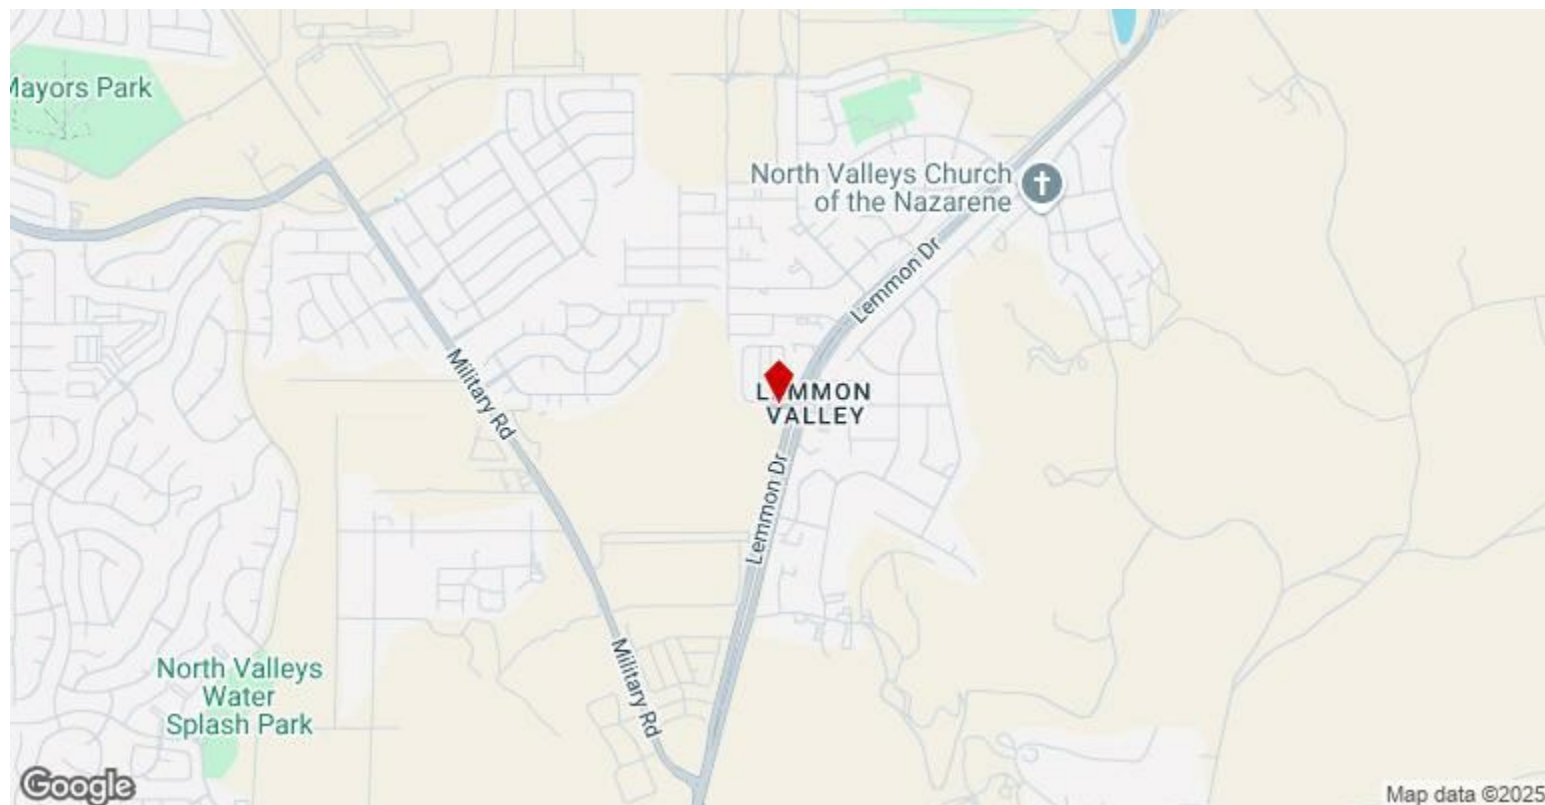 Mayors Park
North Valleys Church
of the Nazarene
Lemmon Dr
LEMMON
VALLEY
Military Rd
Lemmon Dr
Military Rd
North Valleys
Water
Splash Park
Google
Map data ©2025